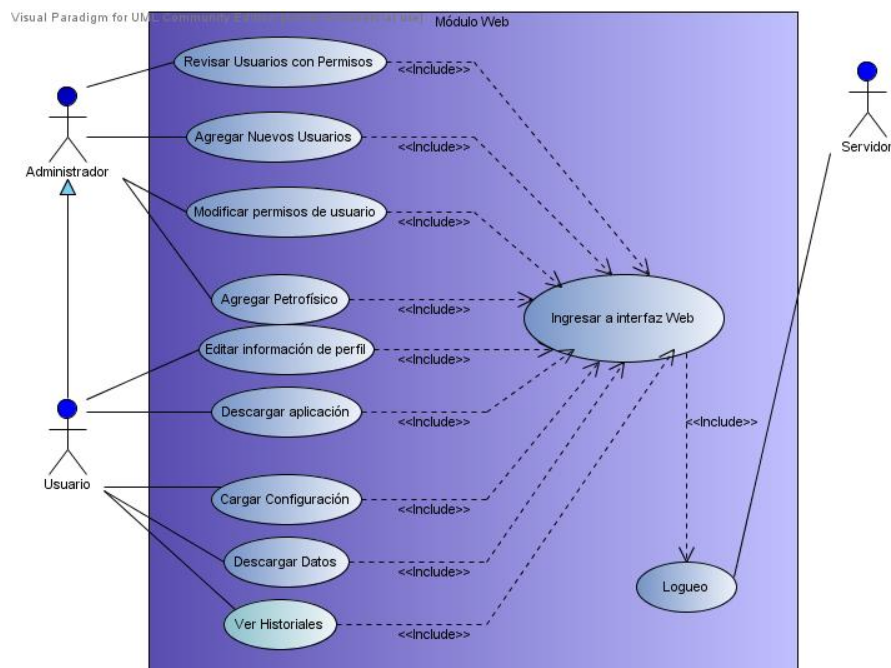 Visual Paradigm for UML Community Edition
Módulo Web
Revisar Usuarios con Permisos
<<Include>>
Agregar Nuevos Usuarios
<<Include>>
Servidor
Administrador
Modificar permisos de usuario
<<Include>>
Agregar Petrofísico
<<Include>>
Ingresar a interfaz Web
Editar información de perfil
<<Include>>
Descargar aplicación
<<Include>>
<<Include>>
Usuario
Cargar Configuración
<<Include>>
Descargar Datos
<<Include>>
Logueo
Ver Historiales
<<Include>>